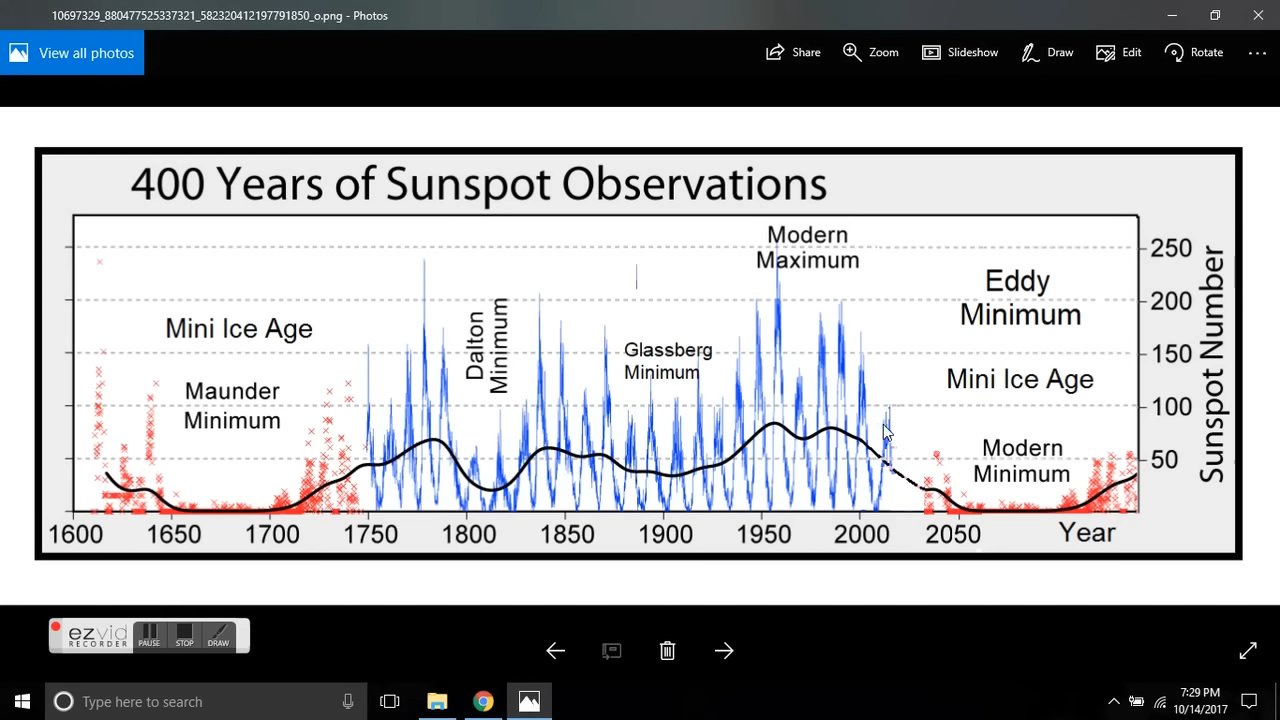 10697329_880477525337321_582320412197791850_o.png - Photos
View all photos
Share
Zoom
Slideshow
Draw
Edit
Rotate
400 Years of Sunspot Observations
Modern
Maximum
250
Eddy
Minimum
200
Mini Ice Age
Dalton
Minimum
Glassberg
Minimum
150
Mini Ice Age
Maunder
Minimum
100
Modern
Minimum
50
Sunspot Number
1600 1650 1700 1750 1800 1850 1900 1950 2000 2050 Year
ezvid
RECORDER
PAUSE
STOP
DRAW
Type here to search
7:29 PM
10/14/2017